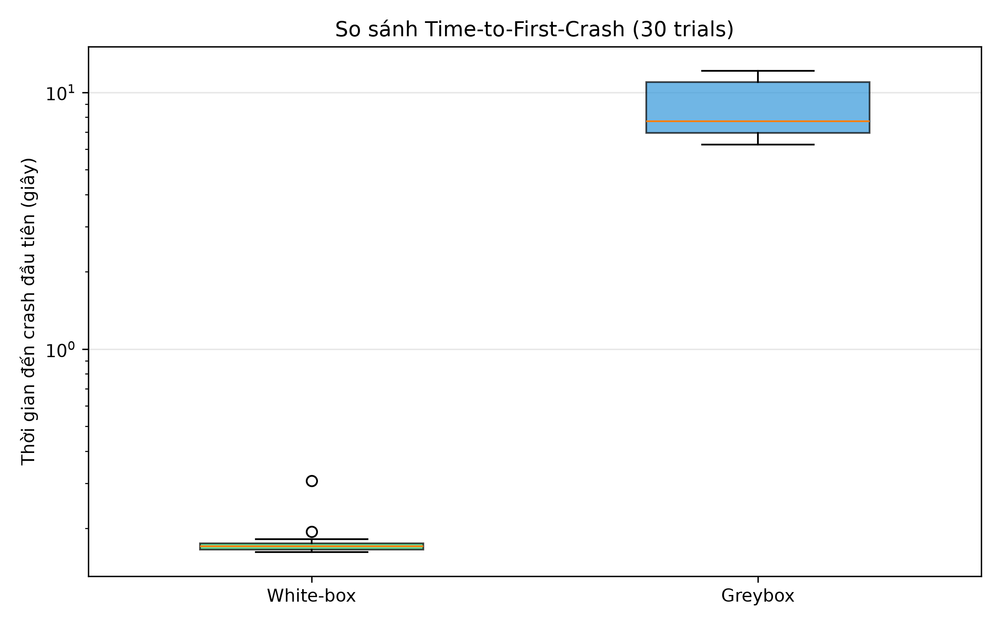 So sánh Time-to-First-Crash (30 trials)
Thời gian đến crash đầu tiên (giây)
10¹
10⁰
White-box
Greybox